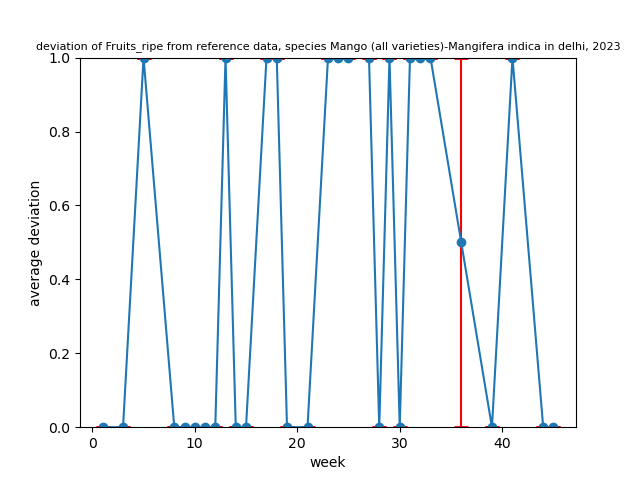 deviation of Fruits_ripe from reference data, species Mango (all varieties)-Mangifera indica in delhi, 2023
1.0
0.8
0.6
0.4
0.2
0.0
average deviation
0 10 20 30 40
week